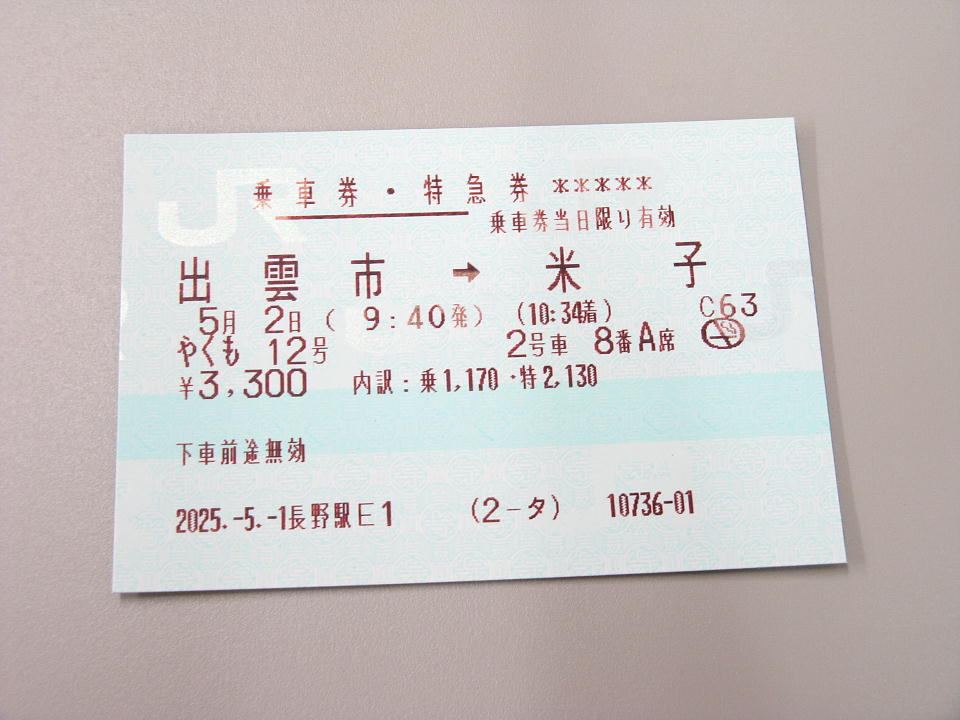 乗車券・特急券 *****
乗車券当日限り有効
出雲市 → 米子
5月 2日 ( 9:40発) (10:34着) C63
やくも 12号 2号車 8番A席
¥3,300 内訳:乗1,170・特2,130
下車前途無効
2025.-5.-1長野駅E1 (2-タ) 10736-01
JR